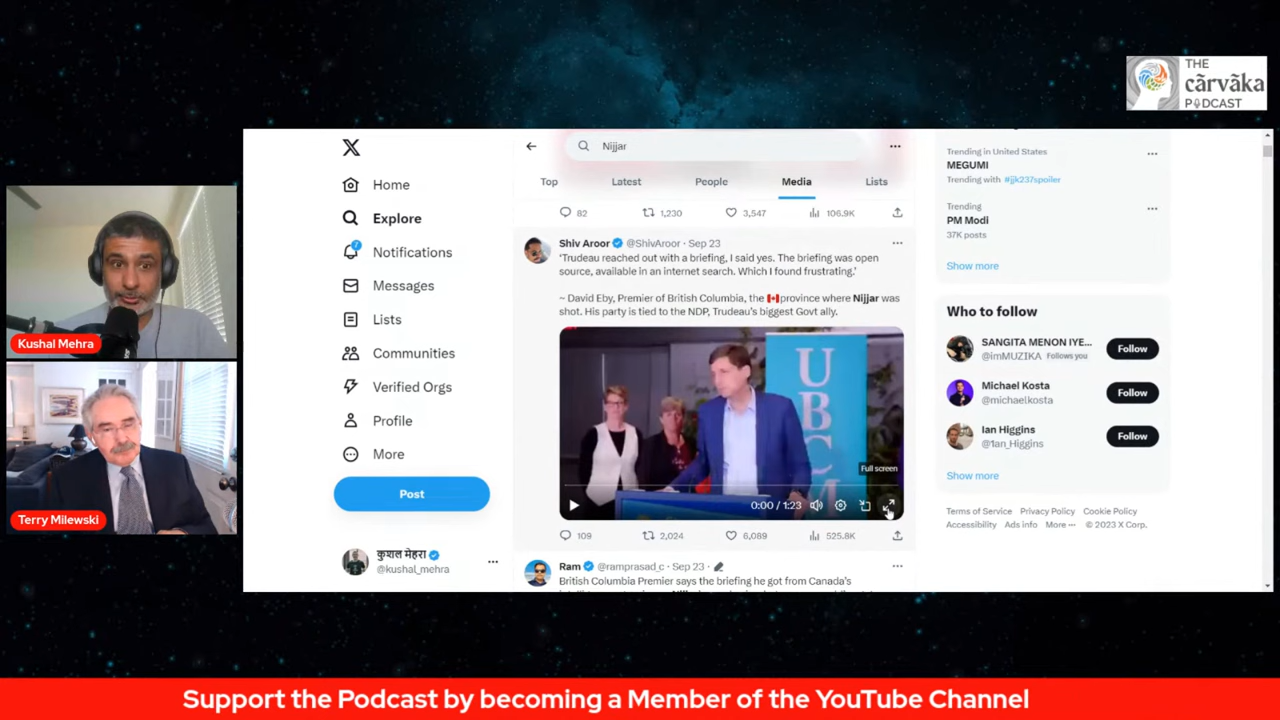 THE
cārvāka
PODCAST
Kushal Mehra
Terry Milewski
Home
Explore
7
Notifications
Messages
Lists
Communities
Verified Orgs
Profile
More
Post
कुशल मेहरा
@kushal_mehra
Nijjar
Top Latest People Media Lists
82 1,230 3,547 106.9K
Shiv Aroor @ShivAroor · Sep 23
'Trudeau reached out with a briefing, I said yes. The briefing was open
source, available in an internet search. Which I found frustrating.'
~ David Eby, Premier of British Columbia, the 🇨🇦province where Nijjar was
shot. His party is tied to the NDP, Trudeau's biggest Govt ally.
UBCM
Full screen
0:00 / 1:23
109 2,024 6,089 525.8K
Ram @ramprasad_c · Sep 23
British Columbia Premier says the briefing he got from Canada's
Trending in United States
MEGUMI
Trending with #jjk237spoiler
Trending
PM Modi
37K posts
Show more
Who to follow
SANGITA MENON IYE...
@imMUZIKA Follows you
Follow
Michael Kosta
@michaelkosta
Follow
Ian Higgins
@1an_Higgins
Follow
Show more
Terms of Service Privacy Policy Cookie Policy
Accessibility Ads info More ··· © 2023 X Corp.
Support the Podcast by becoming a Member of the YouTube Channel